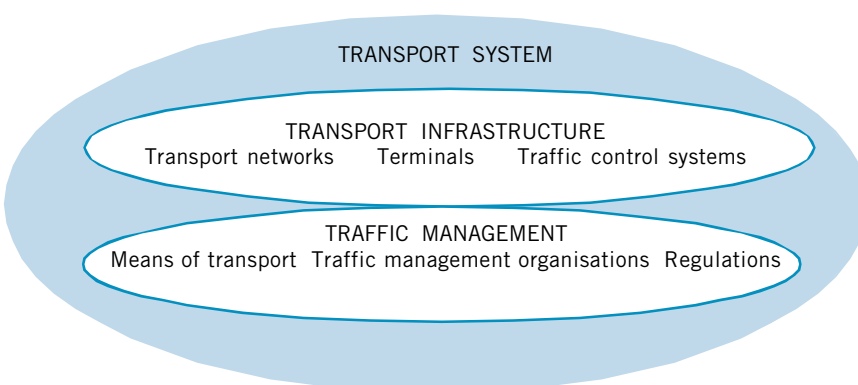 TRANSPORT SYSTEM
TRANSPORT INFRASTRUCTURE
Transport networks Terminals Traffic control systems
TRAFFIC MANAGEMENT
Means of transport Traffic management organisations Regulations